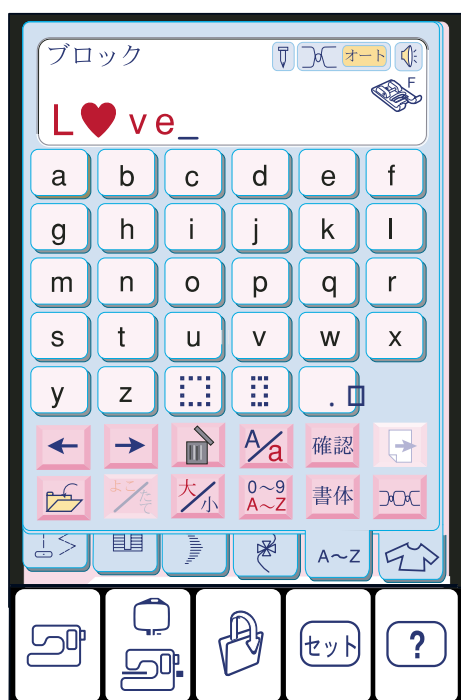 ブロック オート
F
L♥ve_
a b c d e f
g h i j k l
m n o p q r
s t u v w x
y z .
A/a 確認
よこ/たて 大/小 0〜9 A〜Z 書体
A〜Z
セット ?